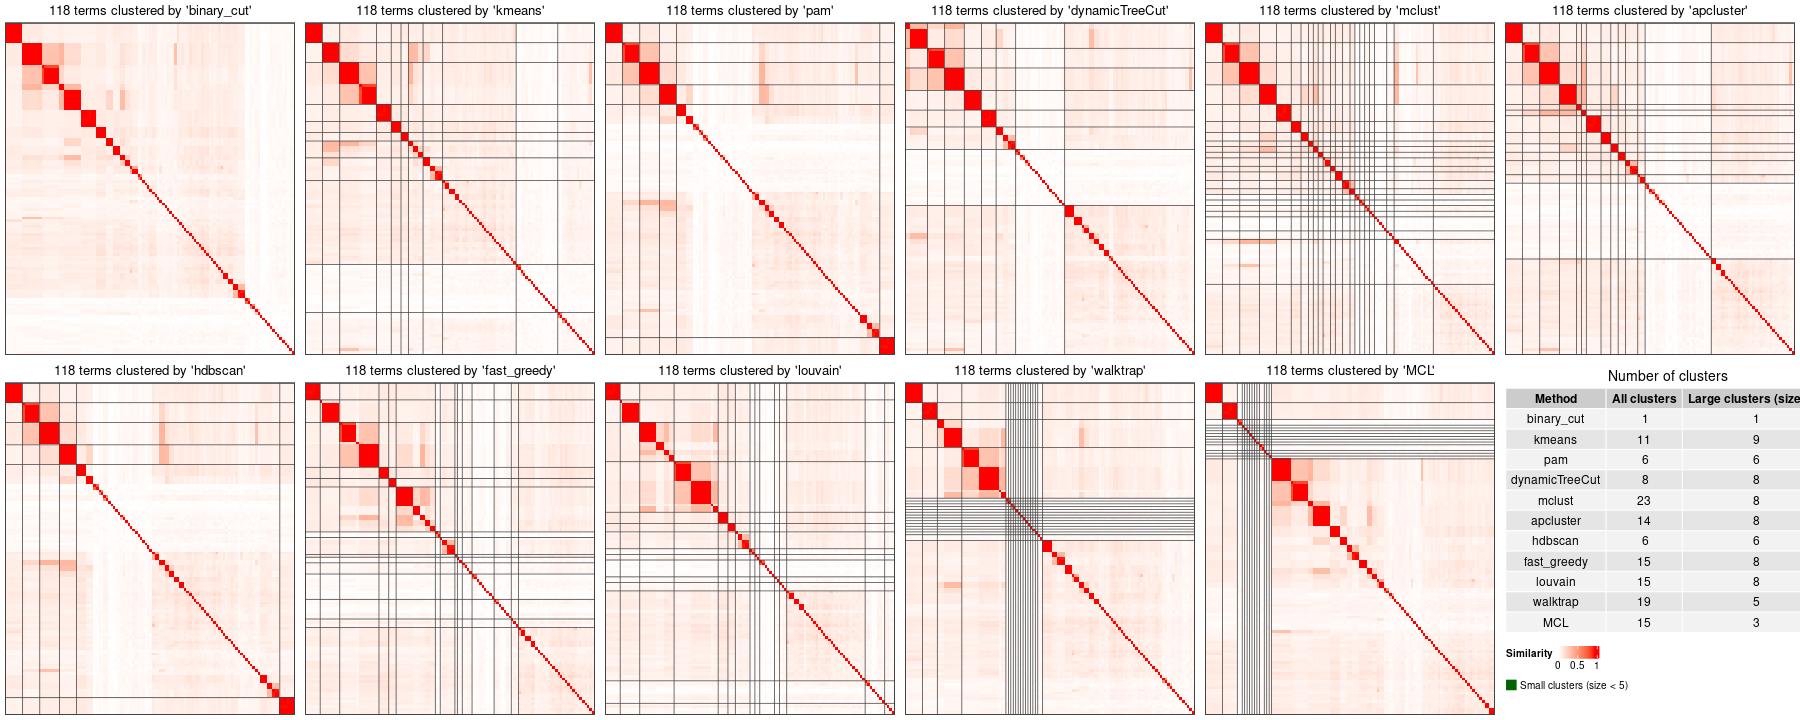 118 terms clustered by 'binary_cut'
118 terms clustered by 'kmeans'
118 terms clustered by 'pam'
118 terms clustered by 'dynamicTreeCut'
118 terms clustered by 'mclust'
118 terms clustered by 'apcluster'
118 terms clustered by 'hdbscan'
118 terms clustered by 'fast_greedy'
118 terms clustered by 'louvain'
118 terms clustered by 'walktrap'
118 terms clustered by 'MCL'
Number of clusters
Method All clusters Large clusters (size
binary_cut 1 1
kmeans 11 9
pam 6 6
dynamicTreeCut 8 8
mclust 23 8
apcluster 14 8
hdbscan 6 6
fast_greedy 15 8
louvain 15 8
walktrap 19 5
MCL 15 3
Similarity
0 0.5 1
Small clusters (size < 5)